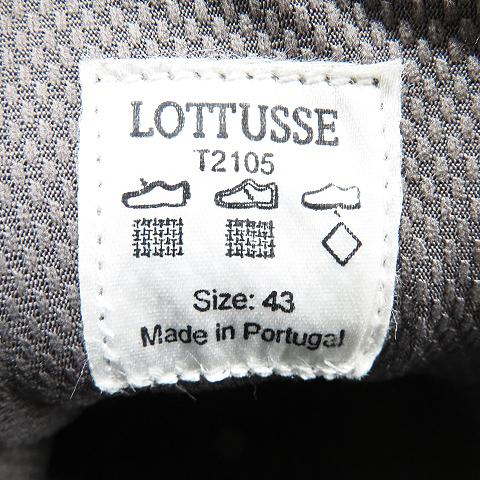 LOTTUSSE
T2105
Size: 43
Made in Portugal